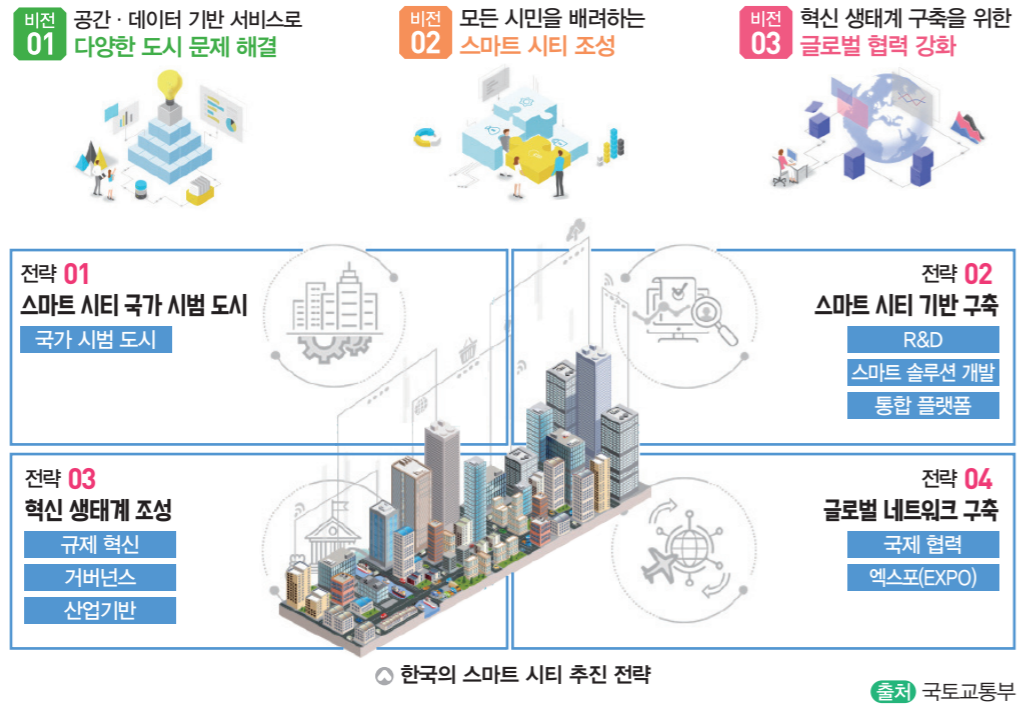 비전
01
공간 · 데이터 기반 서비스로
다양한 도시 문제 해결
비전
02
모든 시민을 배려하는
스마트 시티 조성
비전
03
혁신 생태계 구축을 위한
글로벌 협력 강화
전략 01
스마트 시티 국가 시범 도시
국가 시범 도시
전략 02
스마트 시티 기반 구축
R&D
스마트 솔루션 개발
통합 플랫폼
전략 03
혁신 생태계 조성
규제 혁신
거버넌스
산업기반
전략 04
글로벌 네트워크 구축
국제 협력
엑스포(EXPO)
한국의 스마트 시티 추진 전략
출처 국토교통부